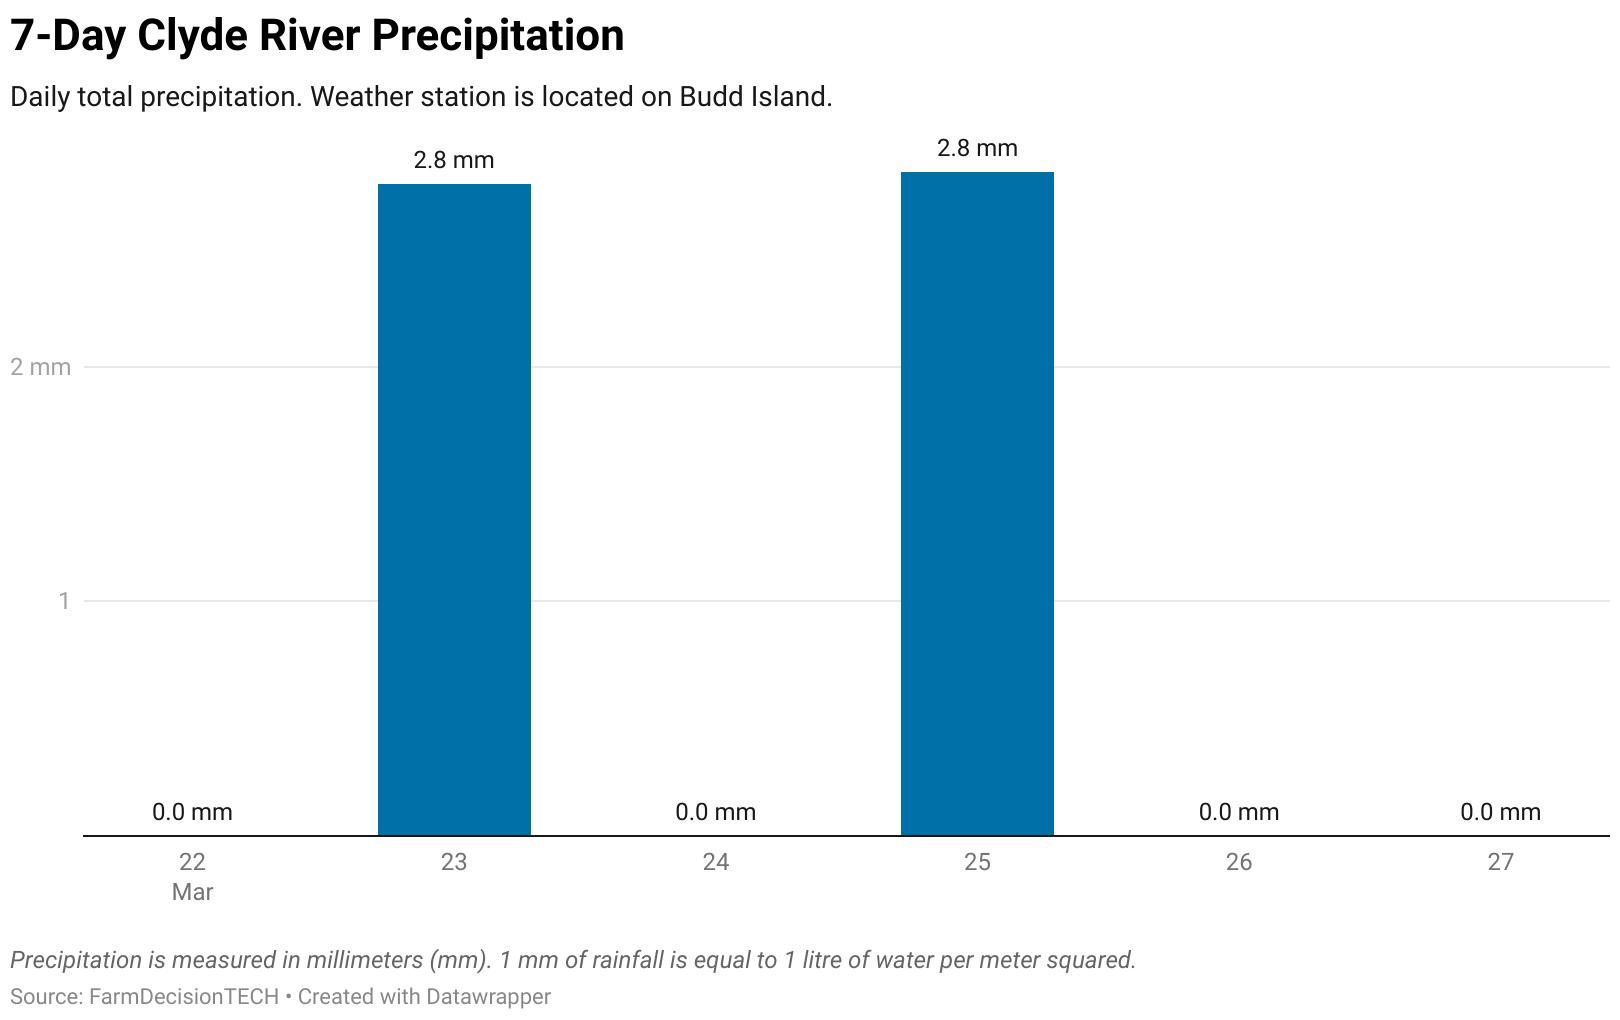 7-Day Clyde River Precipitation
Daily total precipitation. Weather station is located on Budd Island.
2.8 mm
2.8 mm
2 mm
1
0.0 mm
0.0 mm
0.0 mm
0.0 mm
22
23
24
25
26
27
Mar
Precipitation is measured in millimeters (mm). 1 mm of rainfall is equal to 1 litre of water per meter squared.
Source: FarmDecisionTECH • Created with Datawrapper